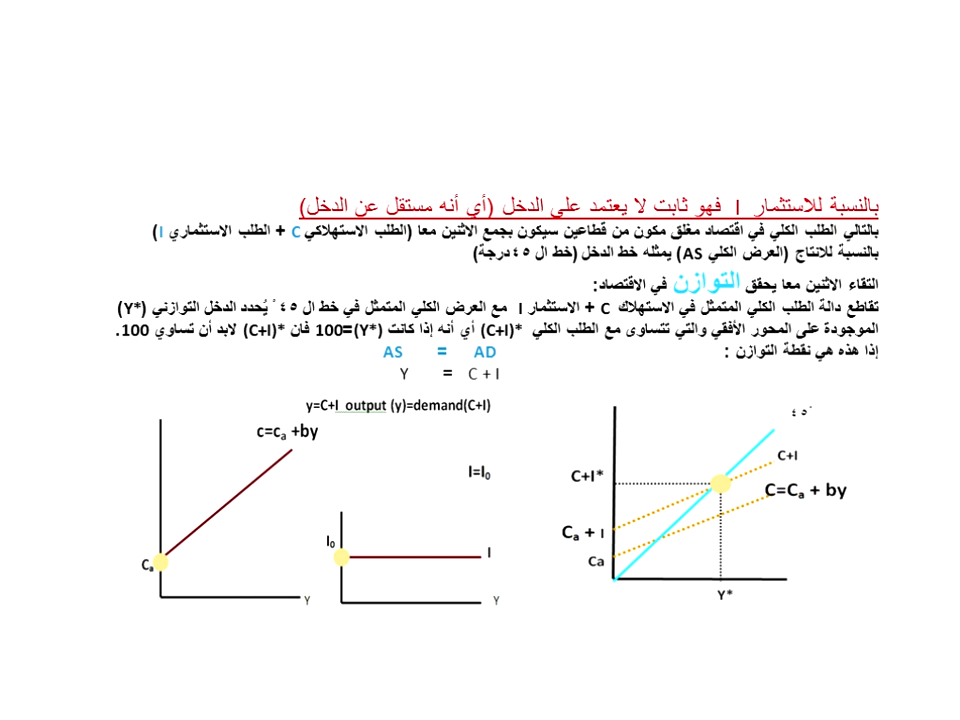 بالنسبة للاستثمار I فهو ثابت لا يعتمد على الدخل (أي أنه مستقل عن الدخل)
بالتالي الطلب الكلي في اقتصاد مغلق مكون من قطاعين سيكون بجمع الاثنين معا (الطلب الاستهلاكي C + الطلب الاستثماري I)
بالنسبة للانتاج (العرض الكلي AS) يمثله خط الدخل (خط ال ٤٥ درجة)
التقاء الاثنين معا يحقق التوازن في الاقتصاد:
تقاطع دالة الطلب الكلي المتمثل في الاستهلاك C + الاستثمار I مع العرض الكلي المتمثل في خط ال ٤٥ ْ يُحدد الدخل التوازني (Y*)
الموجودة على المحور الأفقي والتي تتساوى مع الطلب الكلي *(C+I) أي أنه إذا كانت (Y*)=100 فان *(C+I) لابد أن تساوي 100.
إذا هذه هي نقطة التوازن :
AS = AD
Y = C + I
y=C+I output (y)=demand(C+I)
c=cₐ +by
Cₐ
Y
I=I₀
I₀
I
Y
٤٥ ْ
C+I
C+I*
C=Cₐ + by
Cₐ + I
Ca
Y*